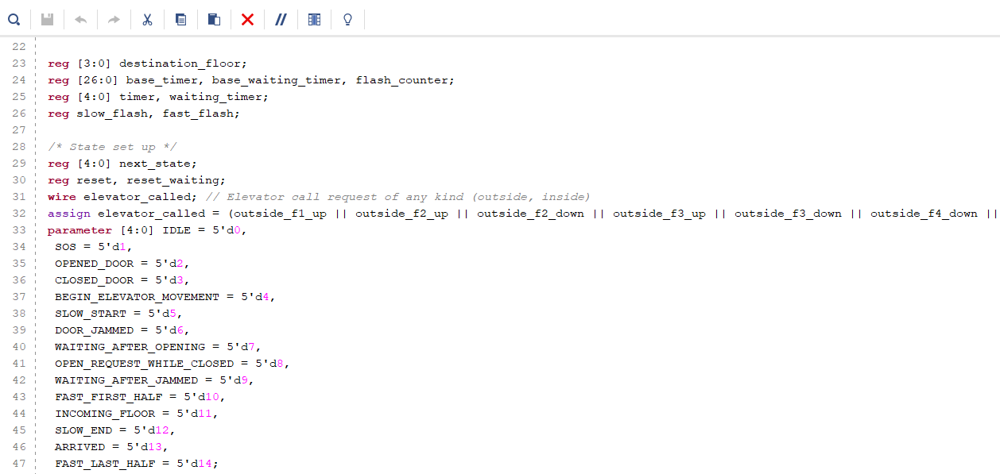 22
23 reg [3:0] destination_floor;
24 reg [26:0] base_timer, base_waiting_timer, flash_counter;
25 reg [4:0] timer, waiting_timer;
26 reg slow_flash, fast_flash;
27
28 /* State set up */
29 reg [4:0] next_state;
30 reg reset, reset_waiting;
31 wire elevator_called; // Elevator call request of any kind (outside, inside)
32 assign elevator_called = (outside_f1_up || outside_f2_up || outside_f2_down || outside_f3_up || outside_f3_down || outside_f4_down ||
33 parameter [4:0] IDLE = 5'd0,
34 SOS = 5'd1,
35 OPENED_DOOR = 5'd2,
36 CLOSED_DOOR = 5'd3,
37 BEGIN_ELEVATOR_MOVEMENT = 5'd4,
38 SLOW_START = 5'd5,
39 DOOR_JAMMED = 5'd6,
40 WAITING_AFTER_OPENING = 5'd7,
41 OPEN_REQUEST_WHILE_CLOSED = 5'd8,
42 WAITING_AFTER_JAMMED = 5'd9,
43 FAST_FIRST_HALF = 5'd10,
44 INCOMING_FLOOR = 5'd11,
45 SLOW_END = 5'd12,
46 ARRIVED = 5'd13,
47 FAST_LAST_HALF = 5'd14;